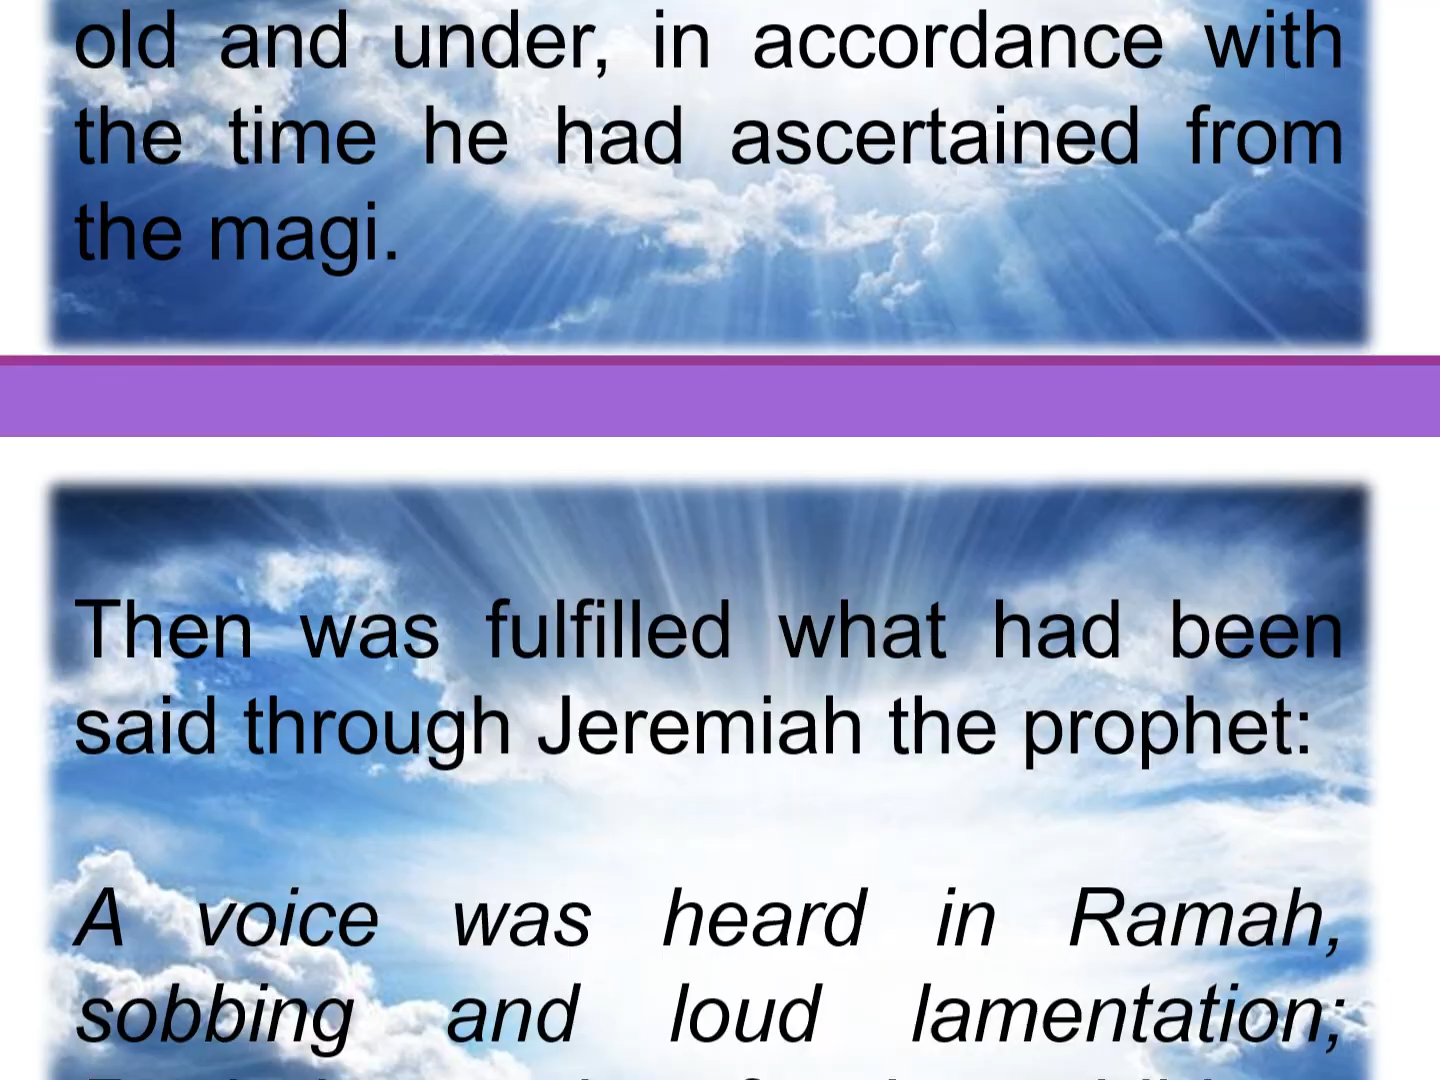 old and under, in accordance with
the time he had ascertained from
the magi.
Then was fulfilled what had been
said through Jeremiah the prophet:
A voice was heard in Ramah,
sobbing and loud lamentation;